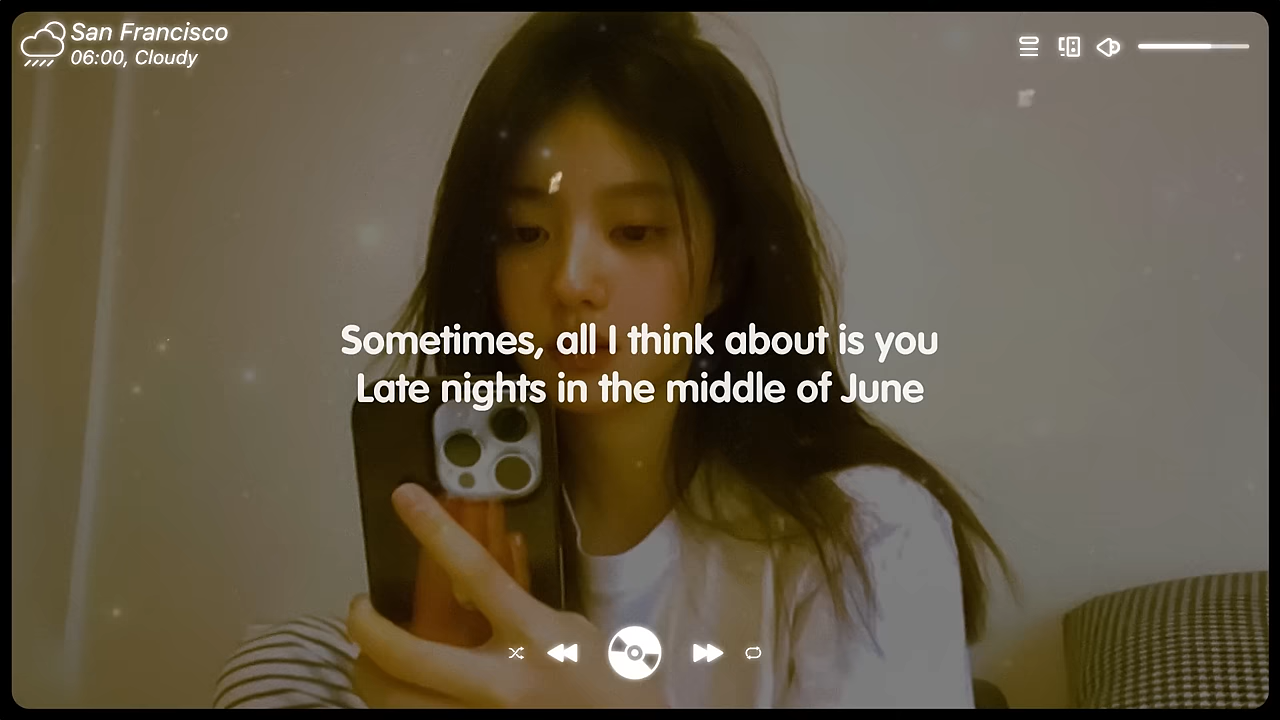 San Francisco
06:00, Cloudy
Sometimes, all I think about is you
Late nights in the middle of June